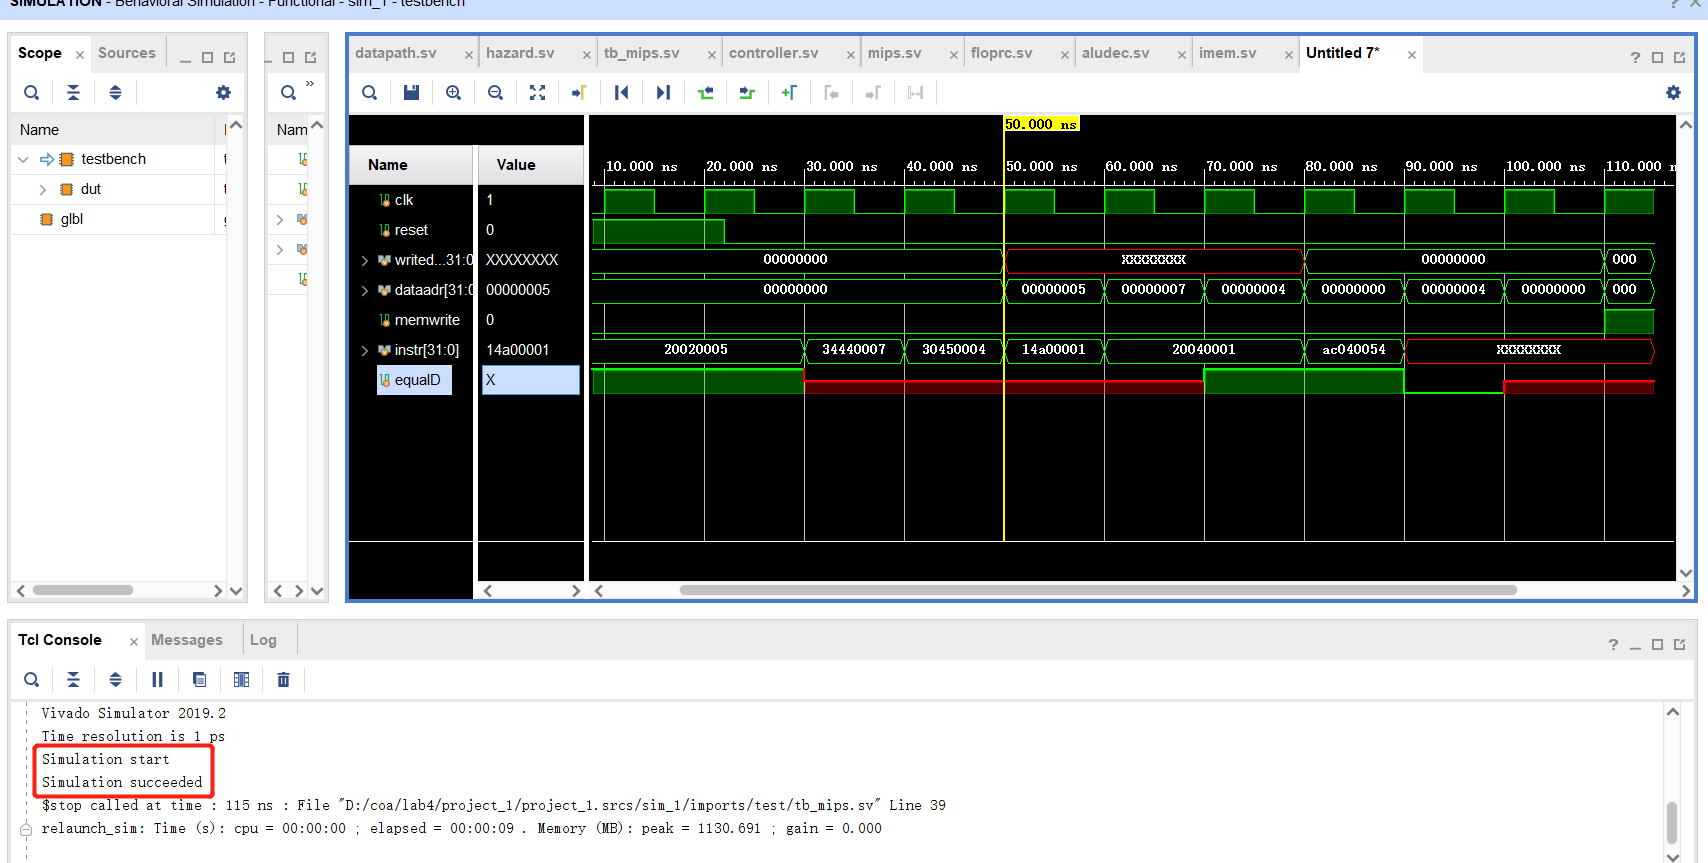 SIMULATION - Behavioral Simulation - Functional - sim_1 - testbench
Scope
Sources
Name
testbench
dut
glbl
Nam
datapath.sv
hazard.sv
tb_mips.sv
controller.sv
mips.sv
floprc.sv
aludec.sv
imem.sv
Untitled 7*
50.000 ns
Name Value
10.000 ns 20.000 ns 30.000 ns 40.000 ns 50.000 ns 60.000 ns 70.000 ns 80.000 ns 90.000 ns 100.000 ns 110.000 n
clk 1
reset 0
writed...31:0 XXXXXXXX 00000000 XXXXXXXX 00000000 000
dataadr[31:0 00000005 00000000 00000005 00000007 00000004 00000000 00000004 00000000 000
memwrite 0
instr[31:0] 14a00001 20020005 34440007 30450004 14a00001 20040001 ac040054 XXXXXXXX
equalD X
Tcl Console
Messages
Log
Vivado Simulator 2019.2
Time resolution is 1 ps
Simulation start
Simulation succeeded
$stop called at time : 115 ns : File "D:/coa/lab4/project_1/project_1.srcs/sim_1/imports/test/tb_mips.sv" Line 39
relaunch_sim: Time (s): cpu = 00:00:00 ; elapsed = 00:00:09 . Memory (MB): peak = 1130.691 ; gain = 0.000